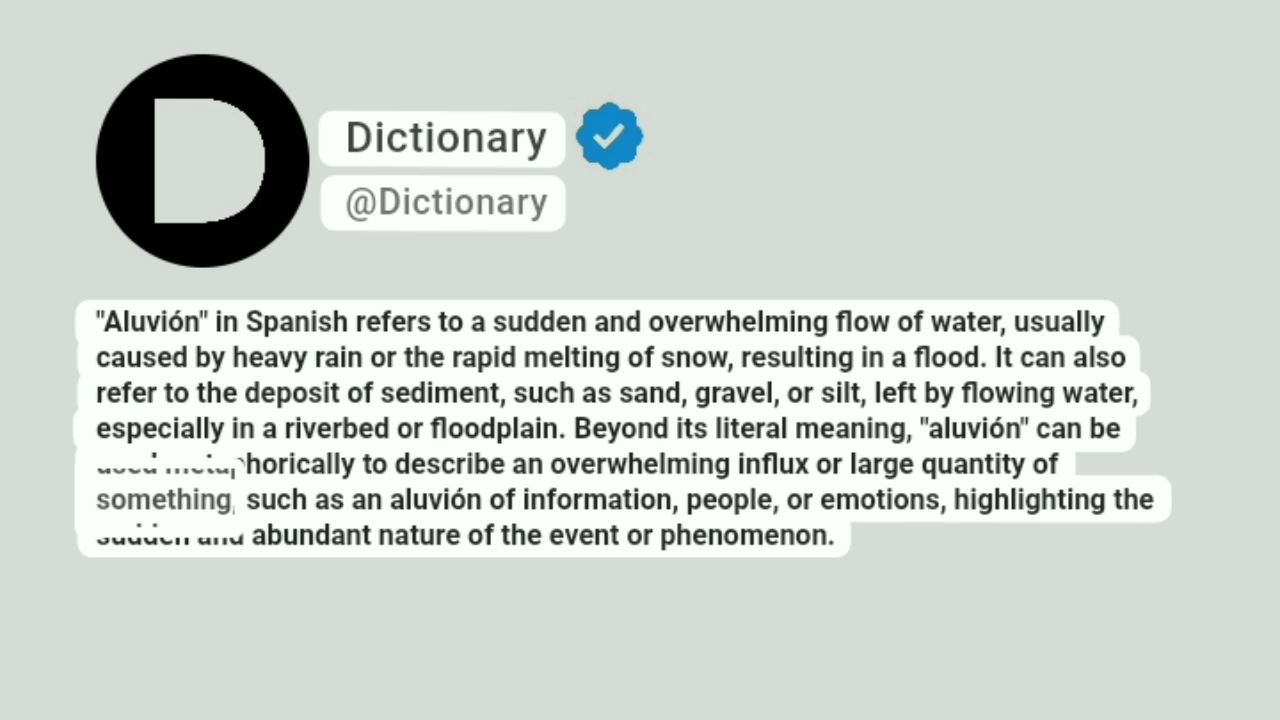 D
Dictionary
@Dictionary
"Aluvión" in Spanish refers to a sudden and overwhelming flow of water, usually
caused by heavy rain or the rapid melting of snow, resulting in a flood. It can also
refer to the deposit of sediment, such as sand, gravel, or silt, left by flowing water,
especially in a riverbed or floodplain. Beyond its literal meaning, "aluvión" can be
used metaphorically to describe an overwhelming influx or large quantity of
something, such as an aluvión of information, people, or emotions, highlighting the
sudden and abundant nature of the event or phenomenon.